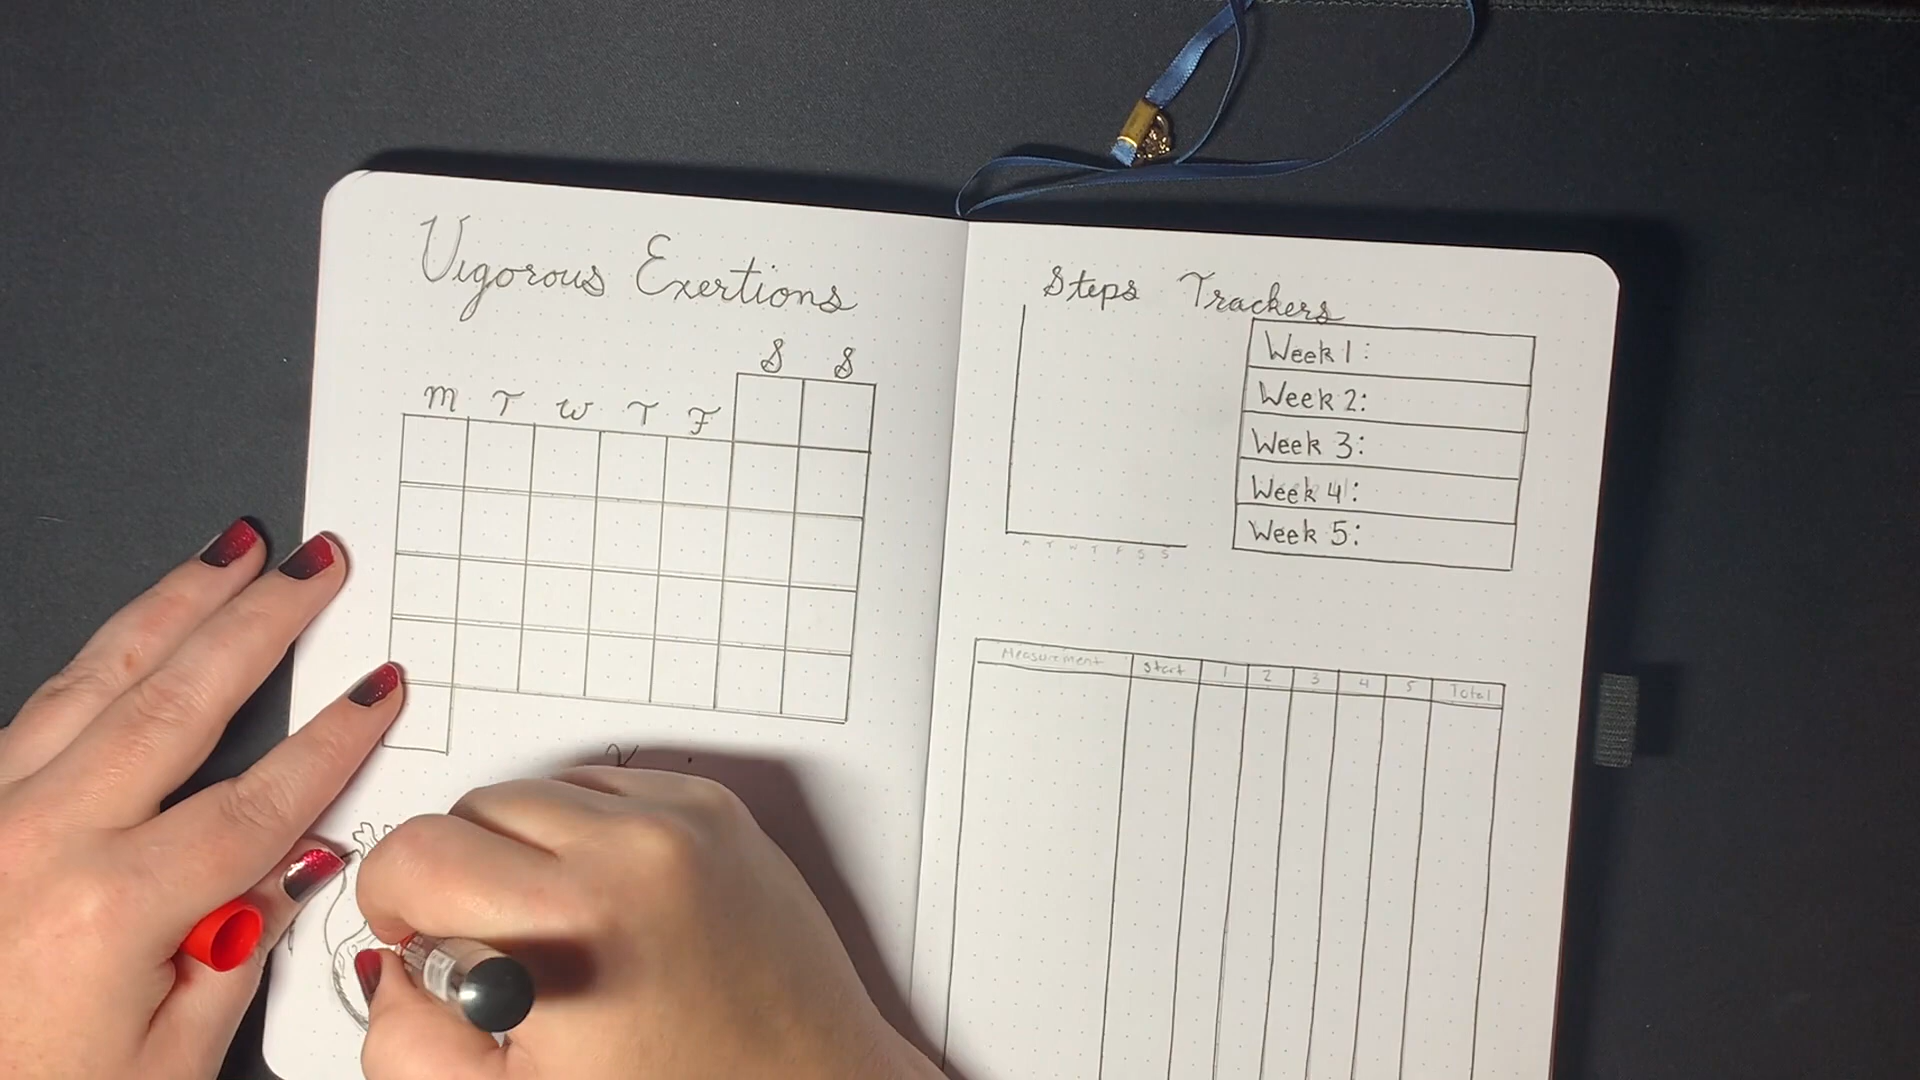 Vigorous Exertions
S S
M T W T F
Steps Trackers
Week 1:
Week 2:
Week 3:
Week 4:
Week 5:
M T W T F S S
Measurement Start 1 2 3 4 5 Total